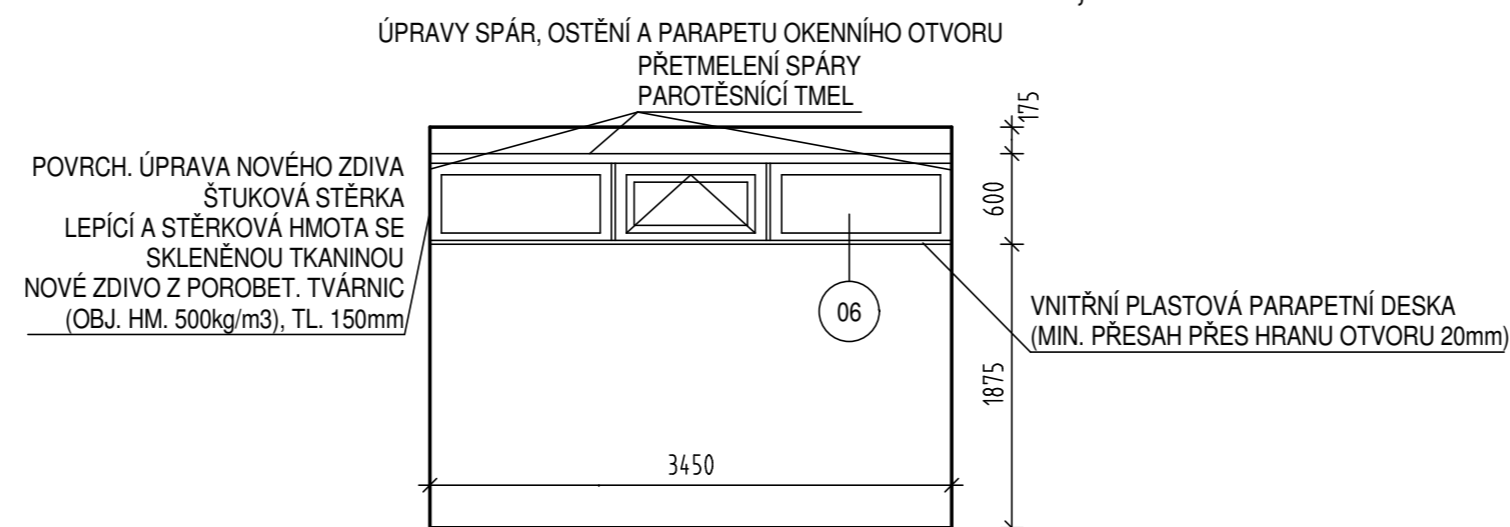 ÚPRAVY SPÁR, OSTĚNÍ A PARAPETU OKENNÍHO OTVORU
PŘETMELENÍ SPÁRY
PAROTĚSNÍCÍ TMEL
175
POVRCH. ÚPRAVA NOVÉHO ZDIVA
ŠTUKOVÁ STĚRKA
LEPÍCÍ A STĚRKOVÁ HMOTA SE
SKLENĚNOU TKANINOU
NOVÉ ZDIVO Z POROBET. TVÁRNIC
(OBJ. HM. 500kg/m3), TL. 150mm
600
06
VNITŘNÍ PLASTOVÁ PARAPETNÍ DESKA
(MIN. PŘESAH PŘES HRANU OTVORU 20mm)
1875
3450